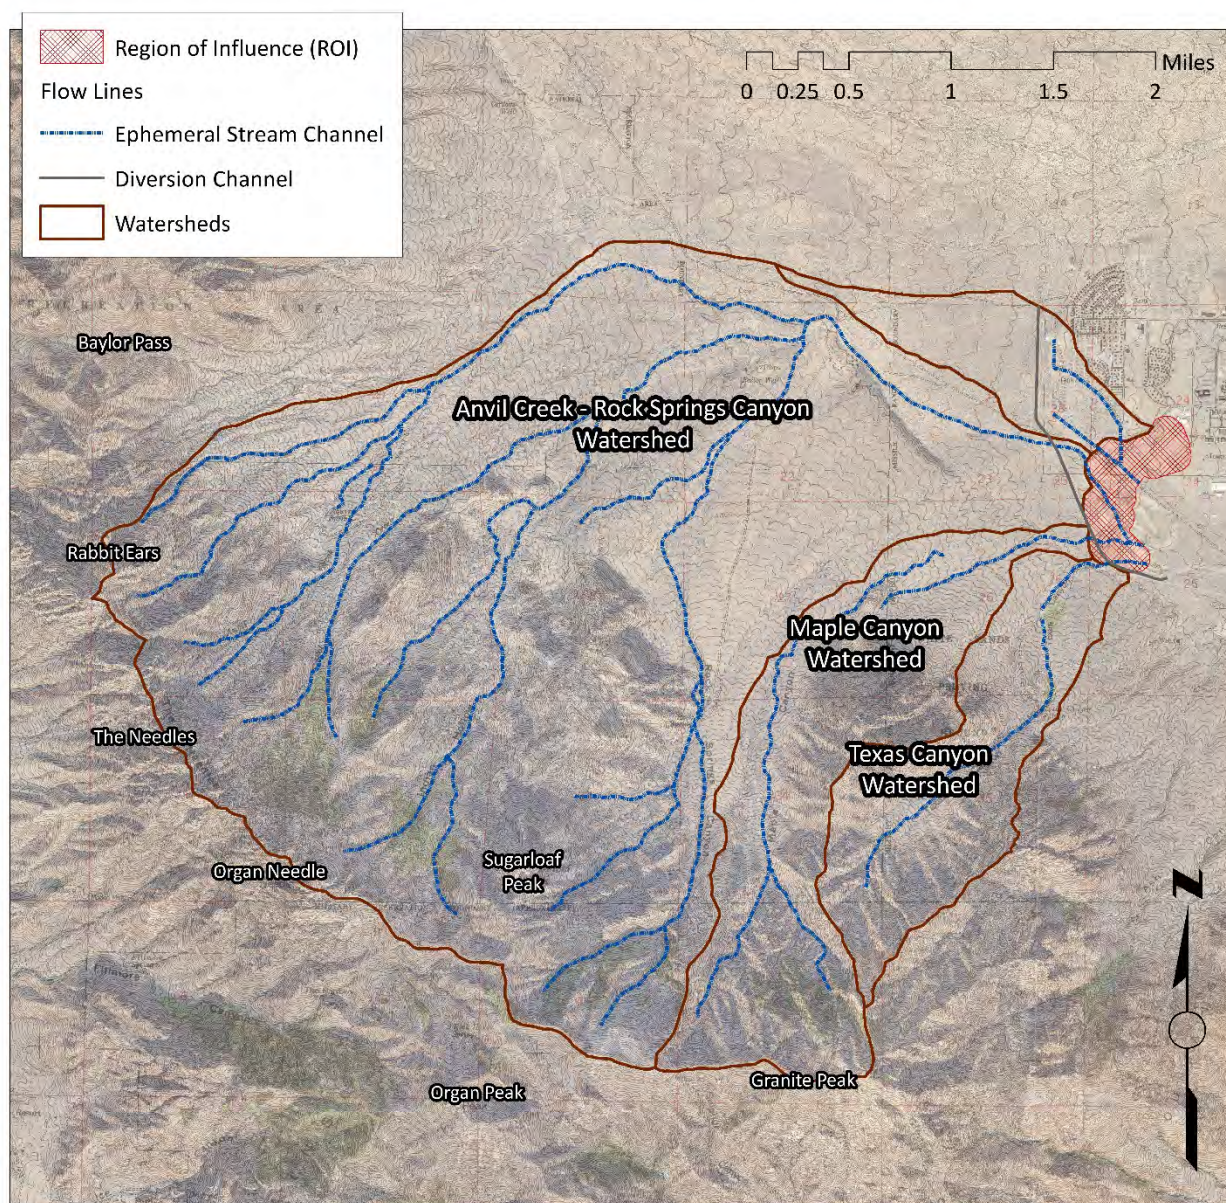 Region of Influence (ROI)
Flow Lines
Ephemeral Stream Channel
Diversion Channel
Watersheds
Miles
0 0.25 0.5 1 1.5 2
Baylor Pass
Anvil Creek - Rock Springs Canyon
Watershed
Rabbit Ears
Maple Canyon
Watershed
The Needles
Texas Canyon
Watershed
Sugarloaf
Peak
Organ Needle
N
Fillmore
Granite Peak
Organ Peak